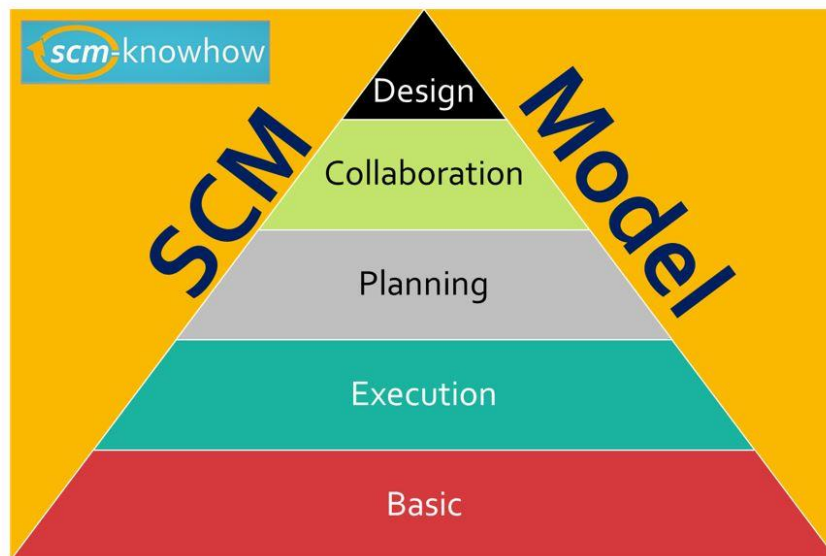 scm-knowhow
SCM
Model
Design
Collaboration
Planning
Execution
Basic